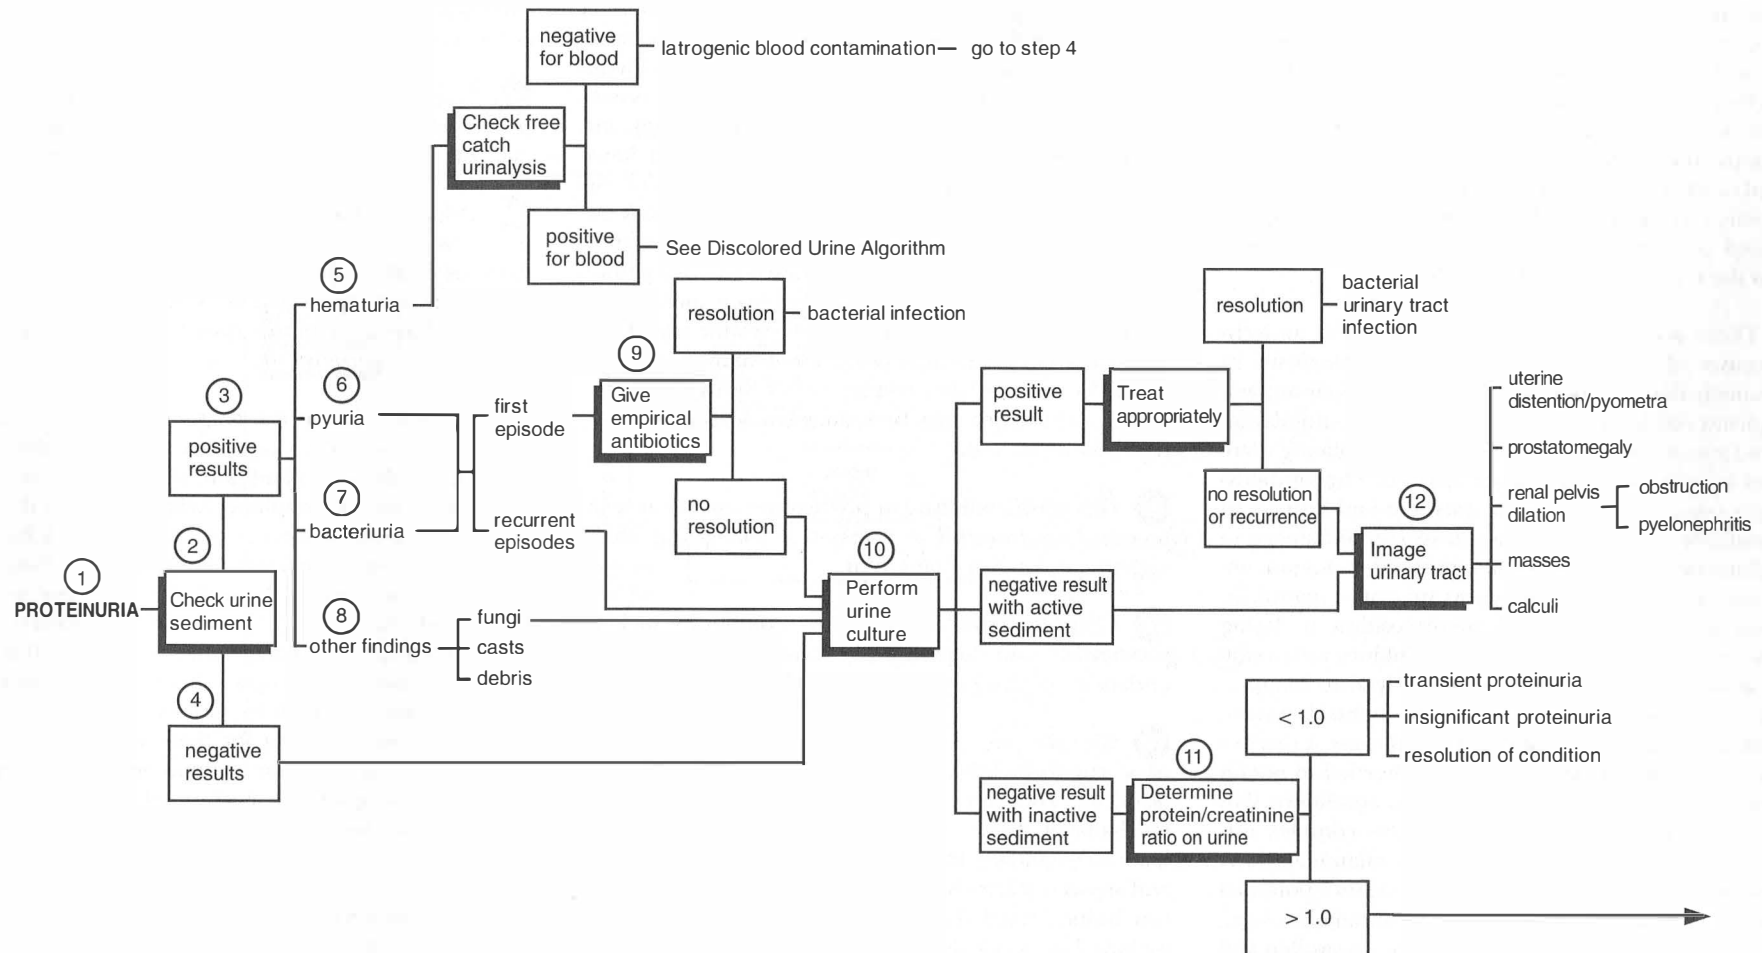 negative
for blood
Iatrogenic blood contamination — go to step 4
Check free
catch
urinalysis
positive
for blood
See Discolored Urine Algorithm
5
hematuria
resolution
bacterial infection
resolution
bacterial
urinary tract
infection
9
3
6
pyuria
first
episode
Give
empirical
antibiotics
positive
result
Treat
appropriately
uterine
distention/pyometra
positive
results
prostatomegaly
7
bacteriuria
recurrent
episodes
no
resolution
no resolution
or recurrence
12
Image
urinary tract
renal pelvis
dilation
obstruction
pyelonephritis
masses
calculi
1
PROTEINURIA
2
Check urine
sediment
10
Perform
urine
culture
negative result
with active
sediment
8
other findings
fungi
casts
debris
4
negative
results
< 1.0
transient proteinuria
insignificant proteinuria
resolution of condition
negative result
with inactive
sediment
11
Determine
protein/creatinine
ratio on urine
> 1.0